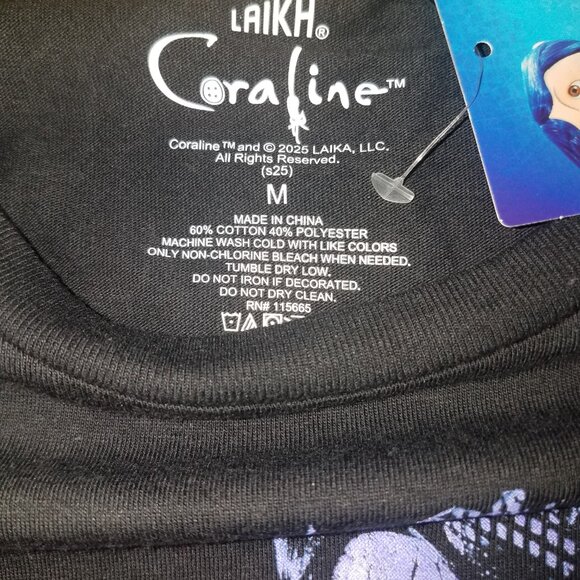 LAIKA®
Coraline™
Coraline™ and © 2025 LAIKA, LLC.
All Rights Reserved.
(s25)
M
MADE IN CHINA
60% COTTON 40% POLYESTER
MACHINE WASH COLD WITH LIKE COLORS
ONLY NON-CHLORINE BLEACH WHEN NEEDED.
TUMBLE DRY LOW.
DO NOT IRON IF DECORATED.
DO NOT DRY CLEAN.
RN# 115665